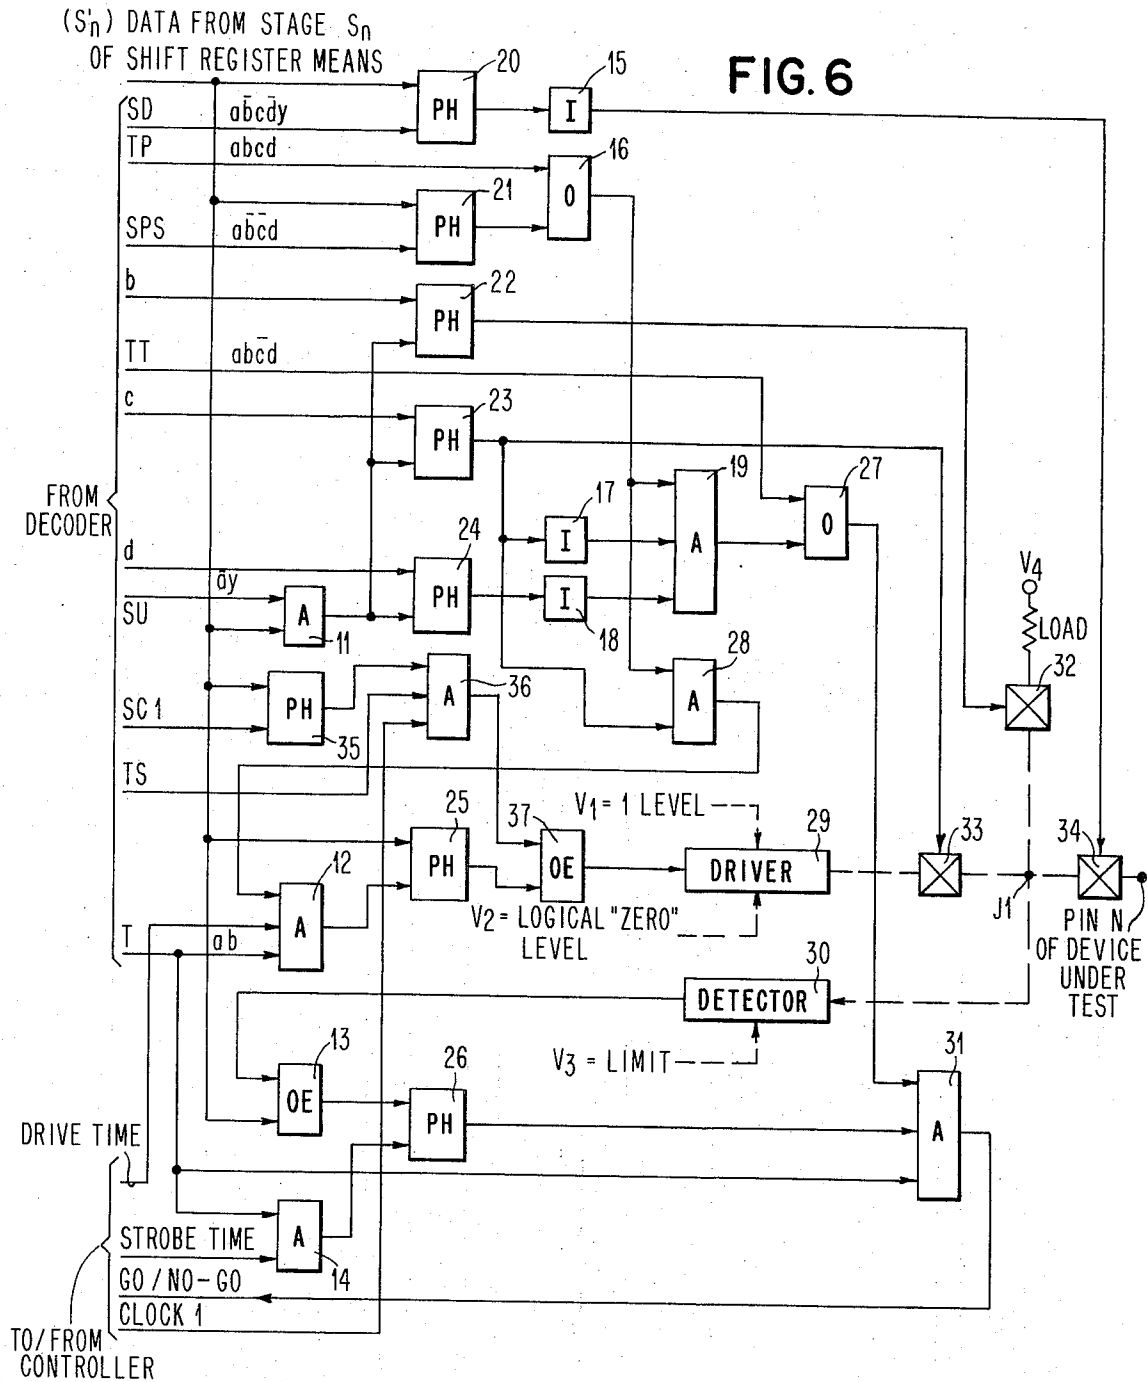 (S'n) DATA FROM STAGE Sn
OF SHIFT REGISTER MEANS
FIG. 6
20
PH
15
I
SD
ab̄cd̄y
TP
abcd
16
O
21
PH
SPS
ab̄c̄d
b
22
PH
TT
abc̄d
c
23
PH
19
A
27
O
17
I
FROM
DECODER
d
24
PH
āy
SU
A
11
I
18
V4
LOAD
32
28
A
36
A
SC 1
PH
35
TS
V1 = 1 LEVEL
25
PH
37
OE
29
DRIVER
33
34
12
A
V2 = LOGICAL "ZERO"
LEVEL
J1
PIN N
OF DEVICE
UNDER
TEST
T
ab
30
DETECTOR
V3 = LIMIT
13
OE
26
PH
31
A
DRIVE TIME
STROBE TIME
A
14
GO / NO-GO
CLOCK 1
TO/FROM
CONTROLLER